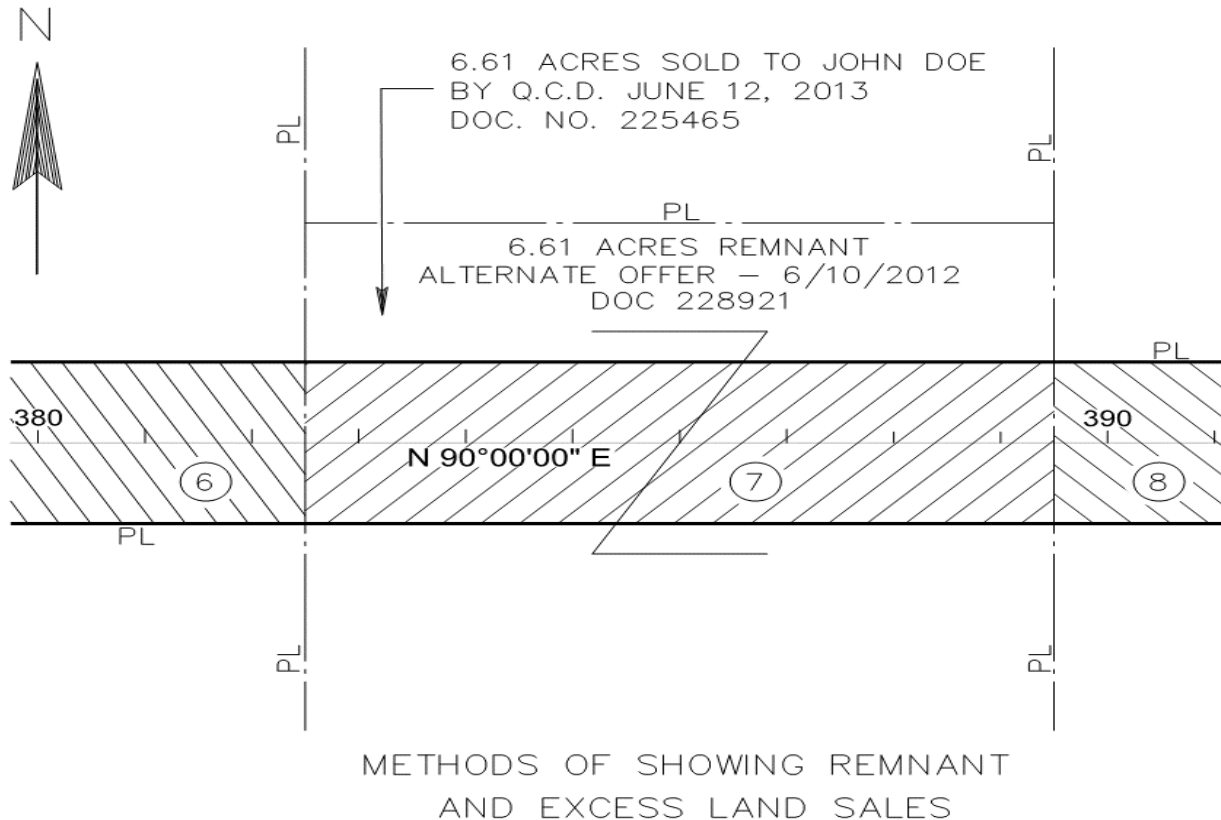 N
6.61 ACRES SOLD TO JOHN DOE
BY Q.C.D. JUNE 12, 2013
DOC. NO. 225465
PL
PL
PL
6.61 ACRES REMNANT
ALTERNATE OFFER – 6/10/2012
DOC 228921
PL
380
390
N 90°00'00" E
6
7
8
PL
PL
PL
METHODS OF SHOWING REMNANT
AND EXCESS LAND SALES